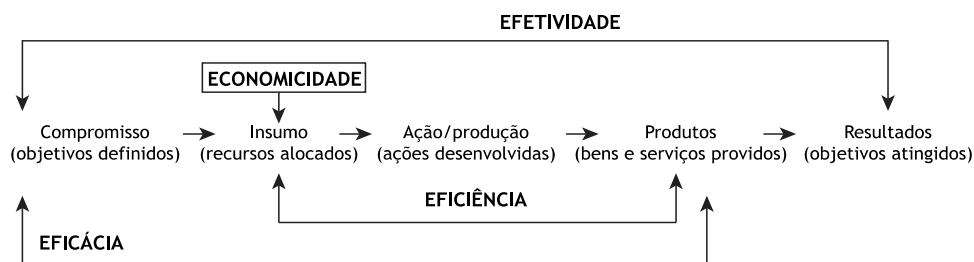 EFETIVIDADE
ECONOMICIDADE
Compromisso
(objetivos definidos)
Insumo
(recursos alocados)
Ação/produção
(ações desenvolvidas)
Produtos
(bens e serviços providos)
Resultados
(objetivos atingidos)
EFICIÊNCIA
EFICÁCIA